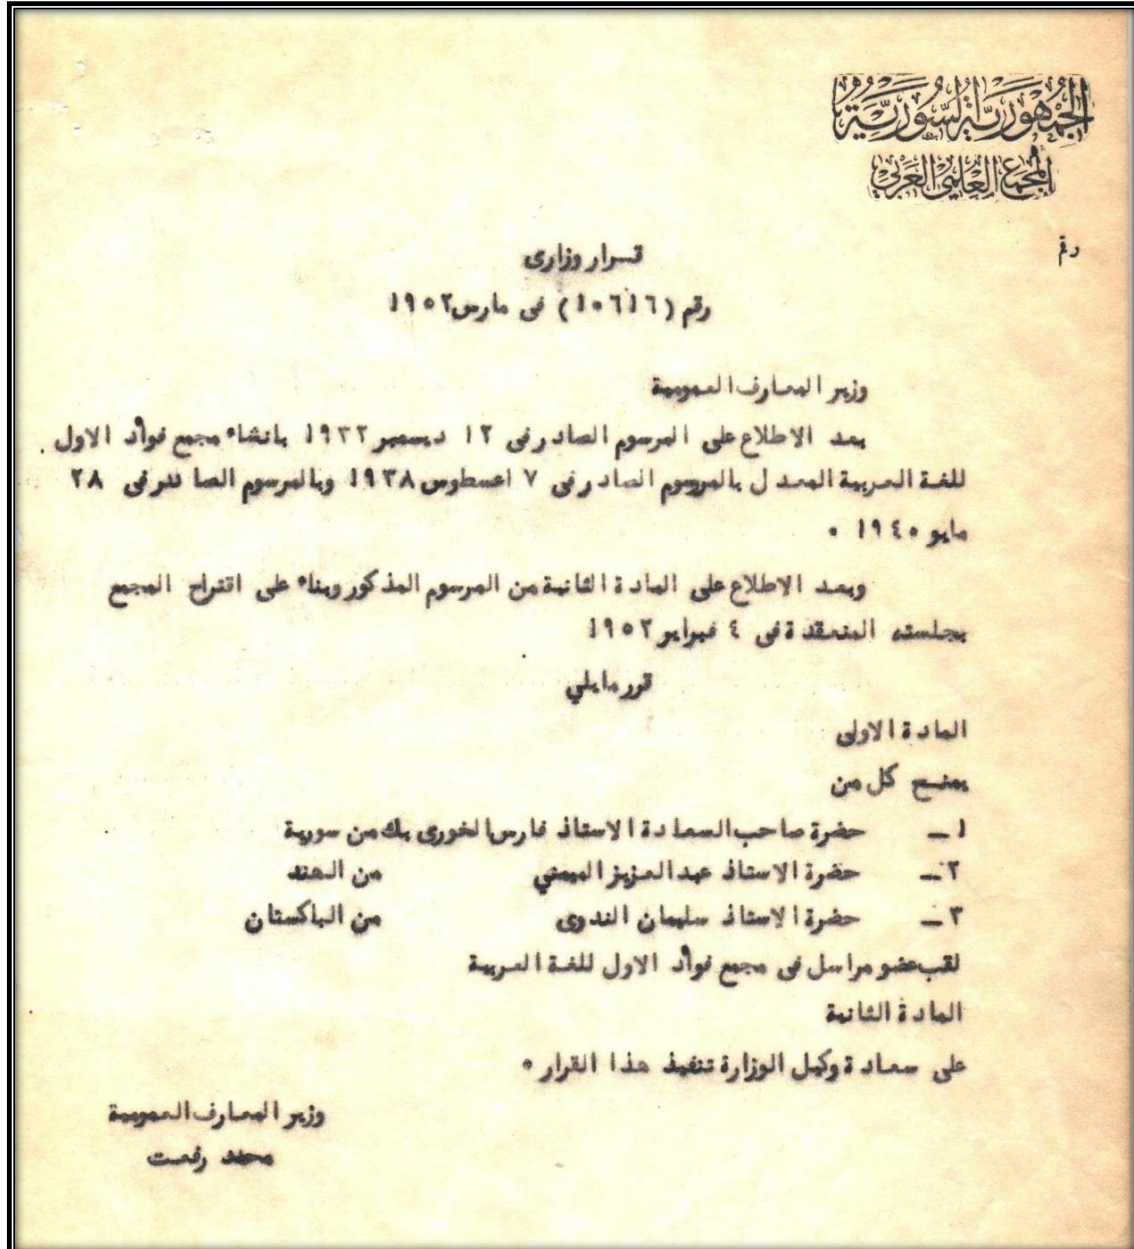 الجمهورية السورية
المجمع العلمي العربي
رقم
قرار وزارى
رقم (١٠٦١٦) فى مارس ١٩٥٢
وزير المعارف العمومية
بعد الاطلاع على المرسوم الصادر فى ١٢ ديسمبر ١٩٣٢ بانشاء مجمع فوأد الاول
للغة العربية المعدل بالمرسوم الصادر فى ٧ اعسطوس ١٩٣٨ وبالمرسوم الصادر فى ٢٨
مايو ١٩٤٠ .
وبعد الاطلاع على المادة الثانية من المرسوم المذكور وبناء على اقتراح المجمع
بجلسته المنعقدة فى ٤ فبراير ١٩٥٢
قرر مايلي
المادة الاولى
يمنح كل من
١ـ حضرة صاحب السعادة الاستاذ فارس الخورى بك من سورية
٢ـ حضرة الاستاذ عبد العزيز الميمني من الهند
٣ـ حضرة الاستاذ سليمان الندوى من الباكستان
لقب عضو مراسل فى مجمع فوأد الاول للغة العربية
المادة الثانية
على سعادة وكيل الوزارة تنفيذ هذا القرار .
وزير المعارف العمومية
محمد رفعت